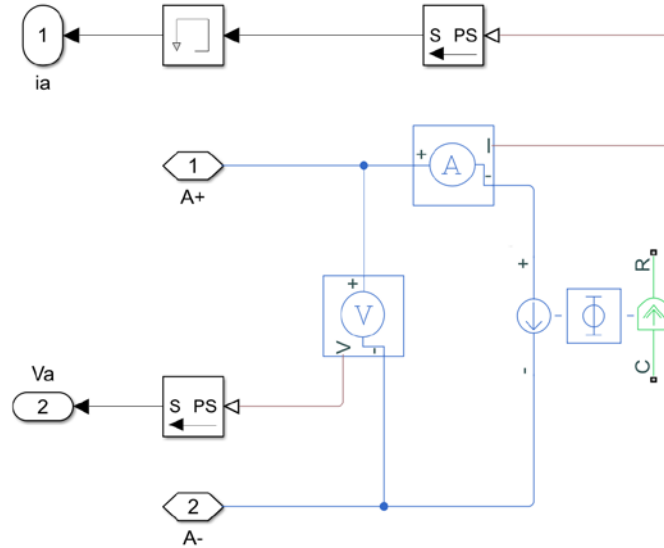 1
S PS
ia
1
A+
+ A I
-
+
V
V -
+
Φ
R
-
C
Va
2
S PS
2
A-